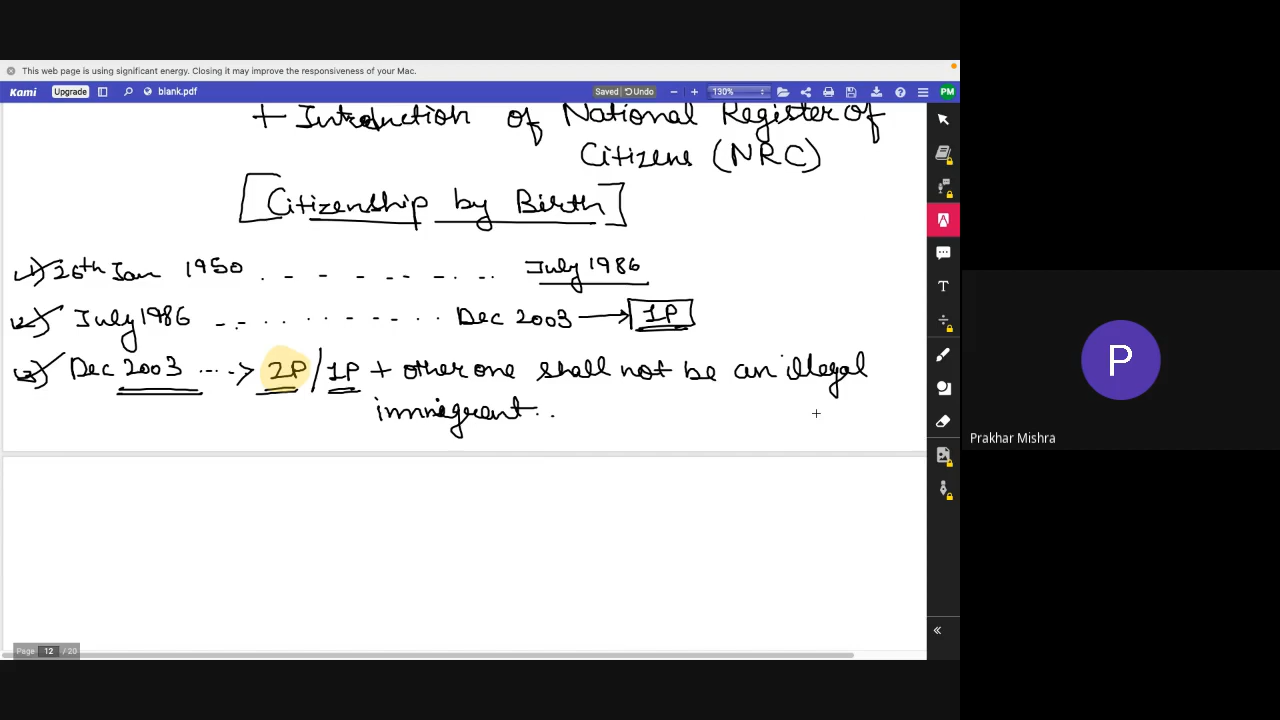 This web page is using significant energy. Closing it may improve the responsiveness of your Mac.
Kami Upgrade blank.pdf Saved Undo 130% PM
+ Introduction of National Register of
Citizens (NRC)
[Citizenship by Birth]
1) 26th Jan 1950 . - - - - - - .. July 1986
2) July 1986 - - . . . . - - . . Dec 2003 → 1P
3) Dec 2003 ...-> 2P / 1P + other one shall not be an illegal
immigrant..
T
Page 12 / 20
P
Prakhar Mishra